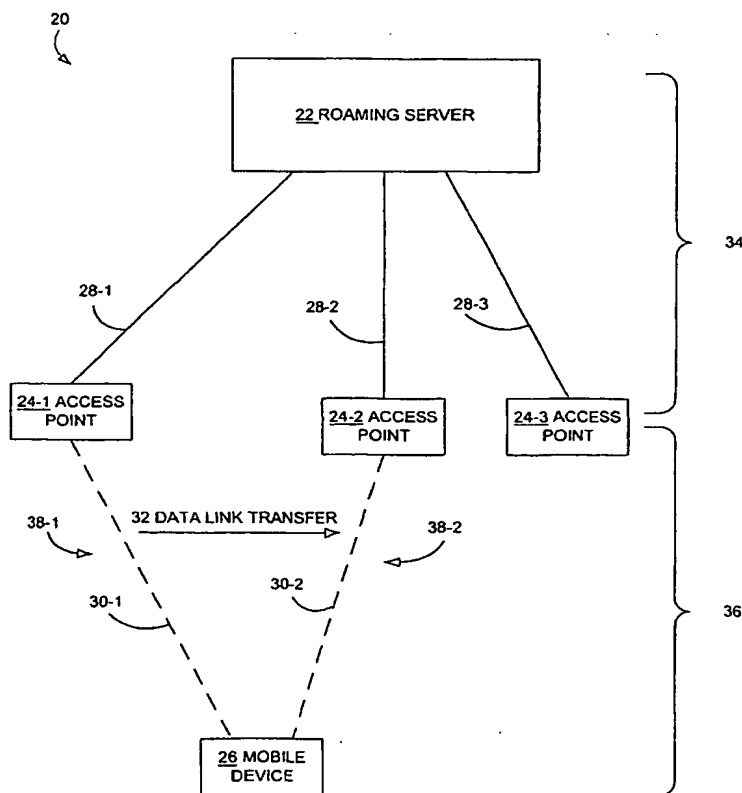 20
22 ROAMING SERVER
34
28-1
28-2
28-3
24-1 ACCESS
POINT
24-2 ACCESS
POINT
24-3 ACCESS
POINT
32 DATA LINK TRANSFER
38-1
38-2
30-1
30-2
36
26 MOBILE
DEVICE